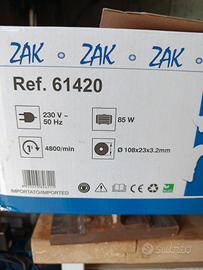 ZAK · ZAK · ZAK
Ref. 61420
230 V ~
50 Hz
85 W
4800/min
Ø 108x23x3.2mm
IMPORTATO/IMPORTED
subito